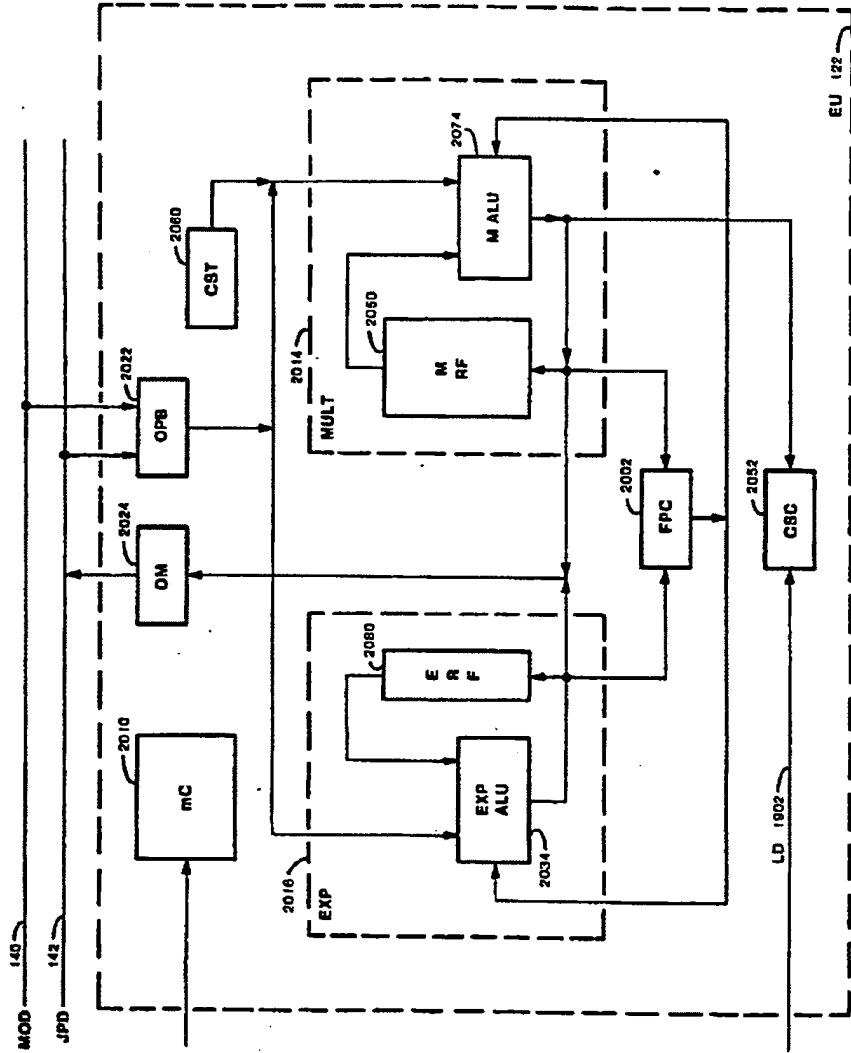 MOD
140
JPD
142
2010
mC
2024
OM
2022
OPB
2060
CST
2016
EXP
2080
E
R
F
EXP
ALU
2034
2014
MULT
2050
M
RF
2074
M ALU
2002
FPC
2052
CSC
LD 1902
EU 122